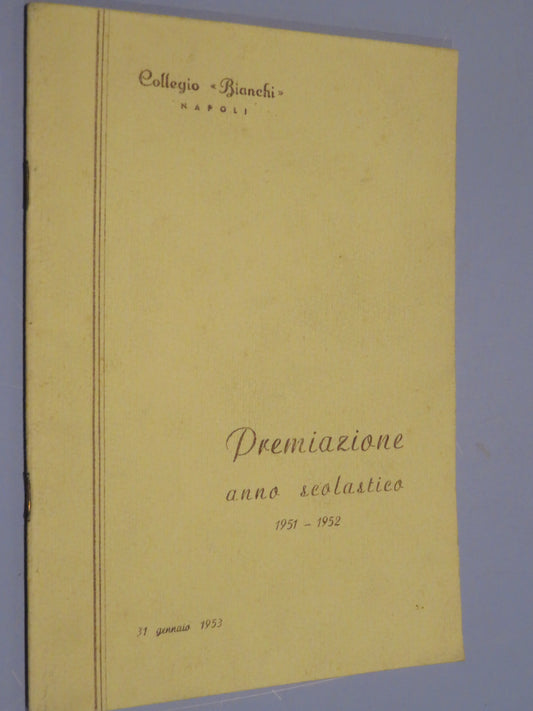 Collegio «Bianchi»
NAPOLI
Premiazione
anno scolastico
1951 - 1952
31 gennaio 1953